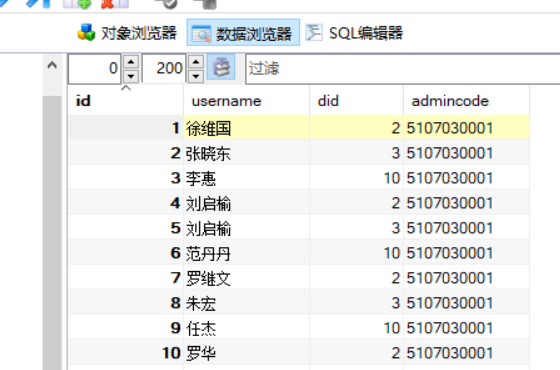 对象浏览器 数据浏览器 SQL编辑器
0 200 过滤
id username did admincode
1 徐维国 2 5107030001
2 张晓东 3 5107030001
3 李惠 10 5107030001
4 刘启榆 2 5107030001
5 刘启榆 3 5107030001
6 范丹丹 10 5107030001
7 罗维文 2 5107030001
8 朱宏 3 5107030001
9 任杰 10 5107030001
10 罗华 2 5107030001